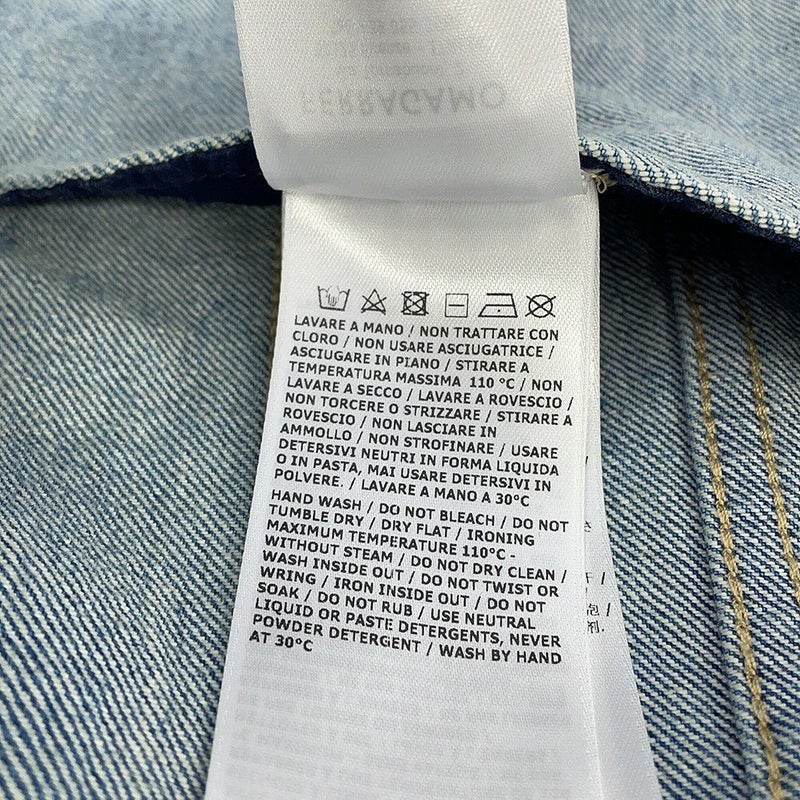 FERRAGAMO
LAVARE A MANO / NON TRATTARE CON
CLORO / NON USARE ASCIUGATRICE /
ASCIUGARE IN PIANO / STIRARE A
TEMPERATURA MASSIMA 110 °C / NON
LAVARE A SECCO / LAVARE A ROVESCIO /
NON TORCERE O STRIZZARE / STIRARE A
ROVESCIO / NON LASCIARE IN
AMMOLLO / NON STROFINARE / USARE
DETERSIVI NEUTRI IN FORMA LIQUIDA
O IN PASTA, MAI USARE DETERSIVI IN
POLVERE. / LAVARE A MANO A 30°C
HAND WASH / DO NOT BLEACH / DO NOT
TUMBLE DRY / DRY FLAT / IRONING
MAXIMUM TEMPERATURE 110°C -
WITHOUT STEAM / DO NOT DRY CLEAN /
WASH INSIDE OUT / DO NOT TWIST OR
WRING / IRON INSIDE OUT / DO NOT
SOAK / DO NOT RUB / USE NEUTRAL
LIQUID OR PASTE DETERGENTS, NEVER
POWDER DETERGENT / WASH BY HAND
AT 30°C